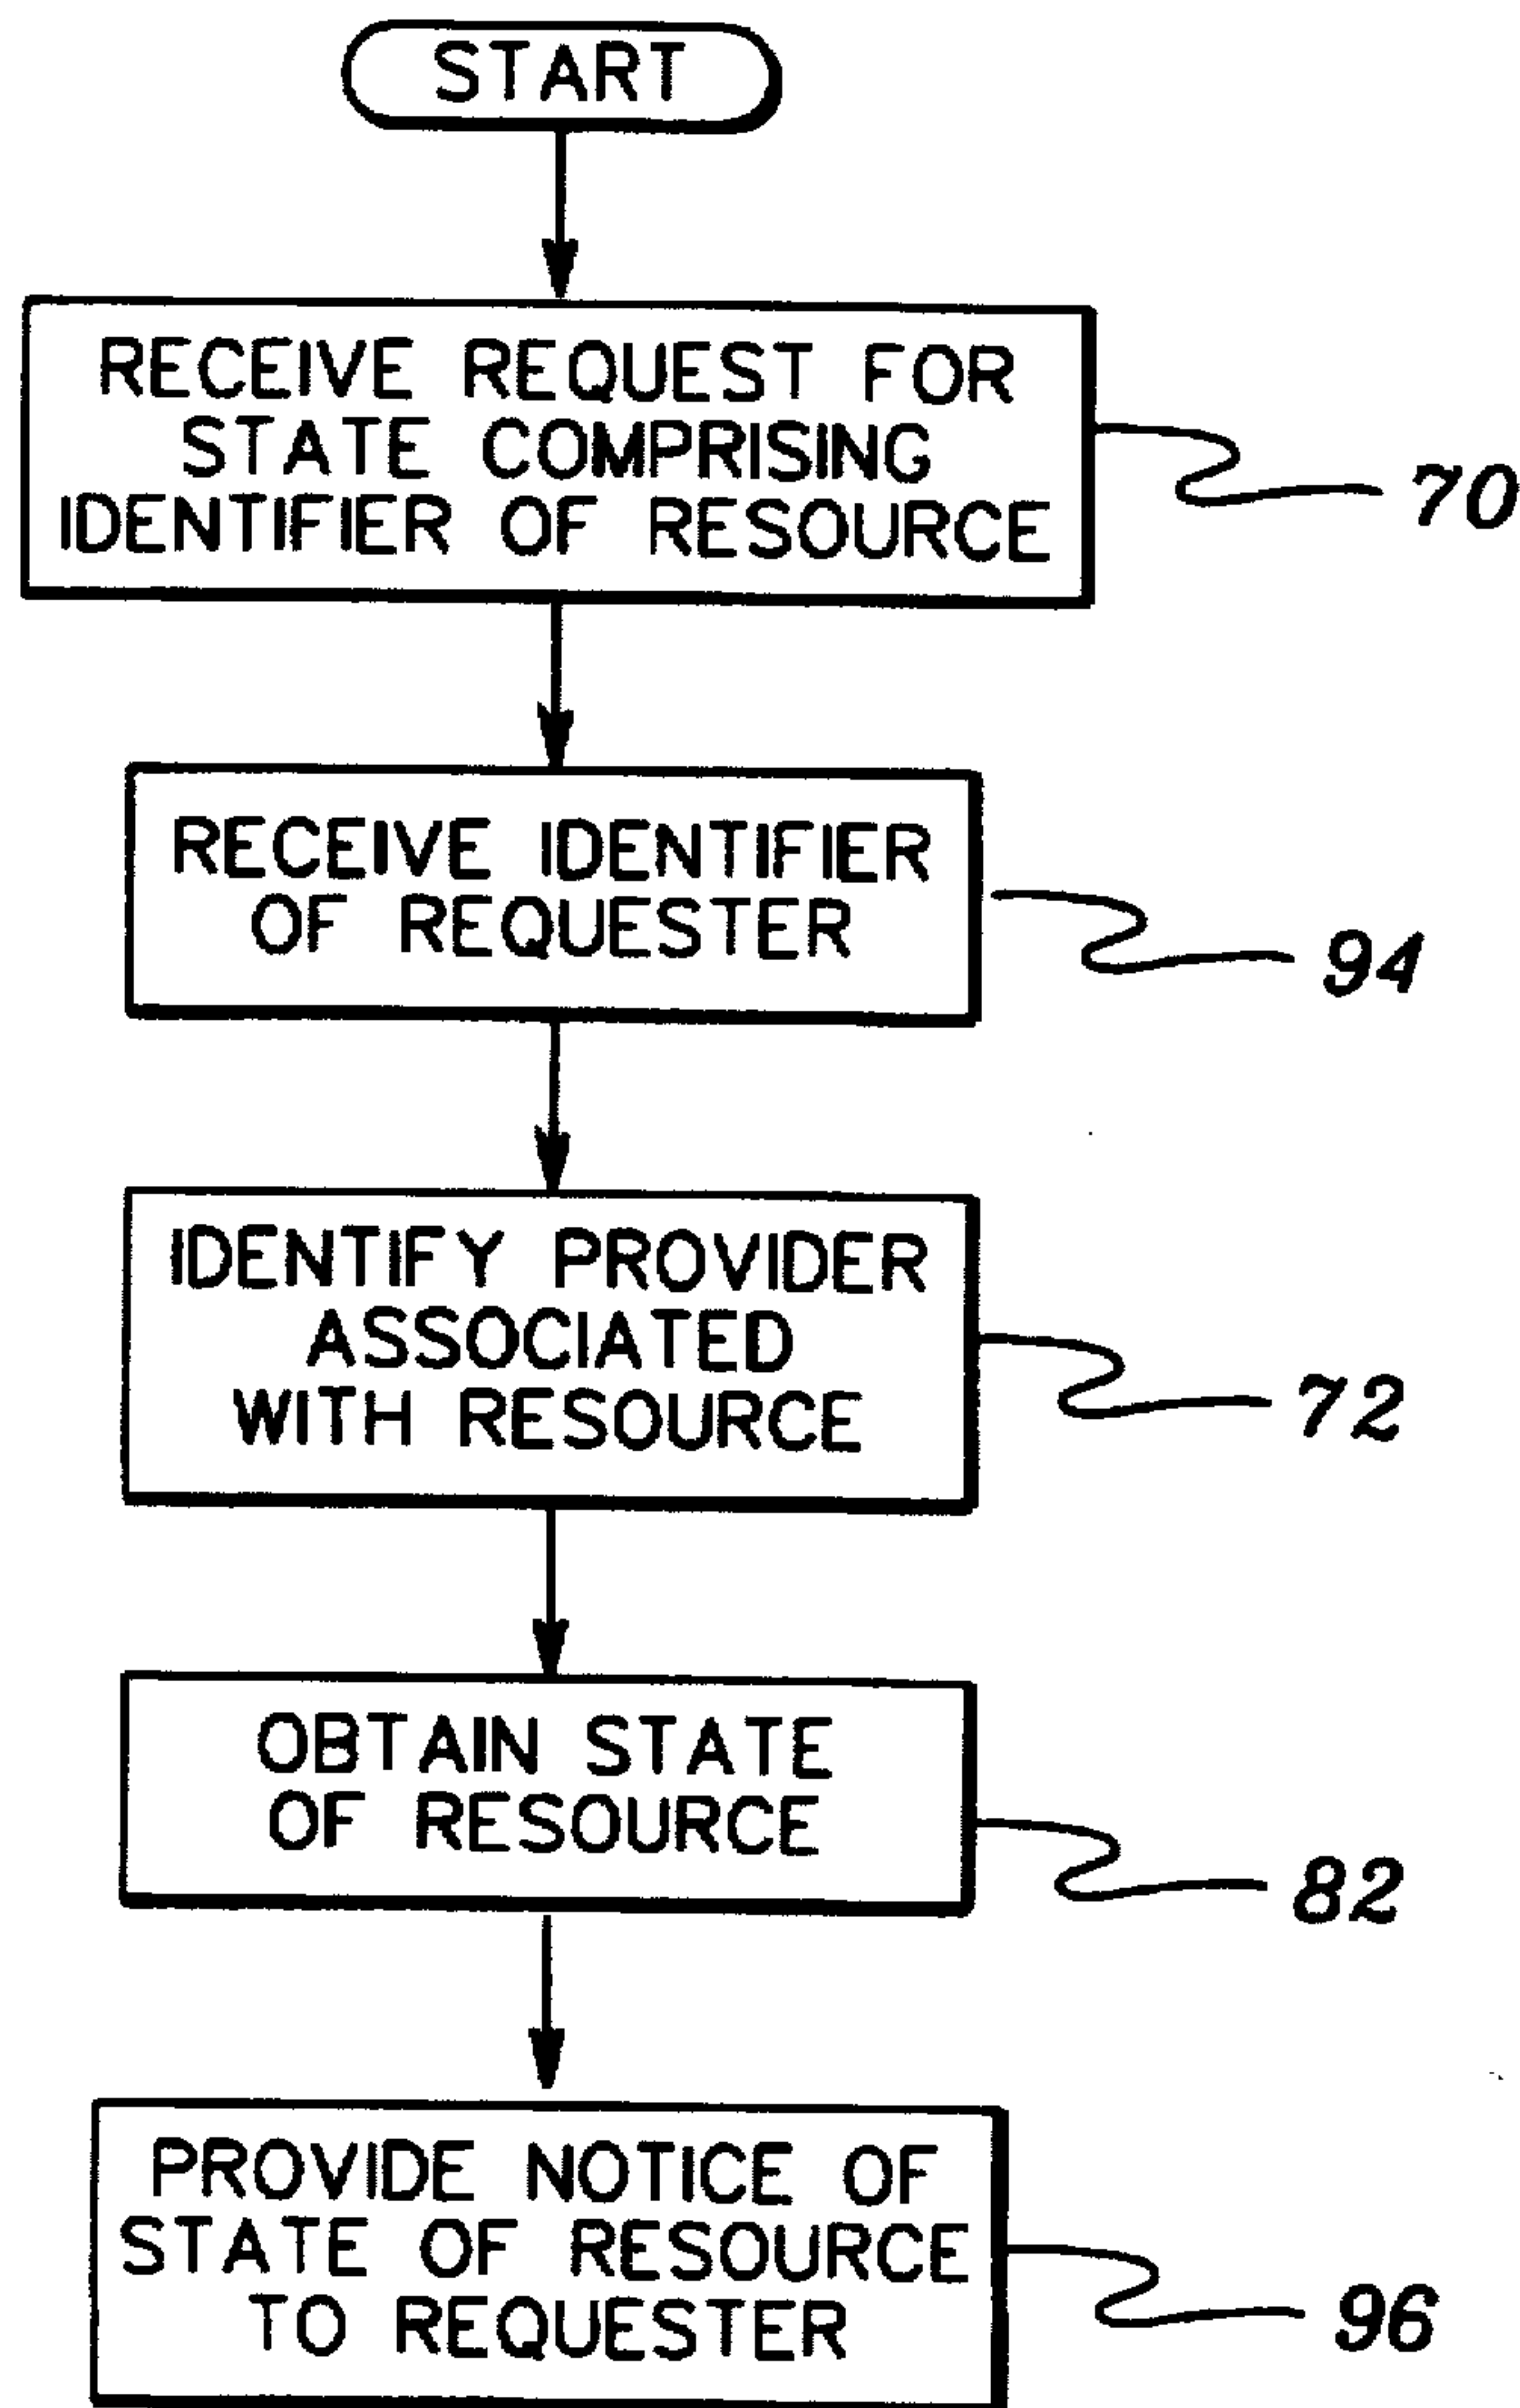 START
RECEIVE REQUEST FOR
STATE COMPRISING
IDENTIFIER OF RESOURCE
70
RECEIVE IDENTIFIER
OF REQUESTER
94
IDENTIFY PROVIDER
ASSOCIATED
WITH RESOURCE
72
OBTAIN STATE
OF RESOURCE
82
PROVIDE NOTICE OF
STATE OF RESOURCE
TO REQUESTER
96